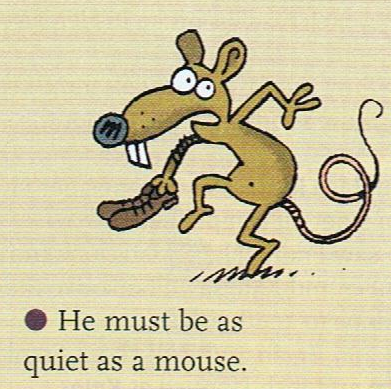 ● He must be as
quiet as a mouse.